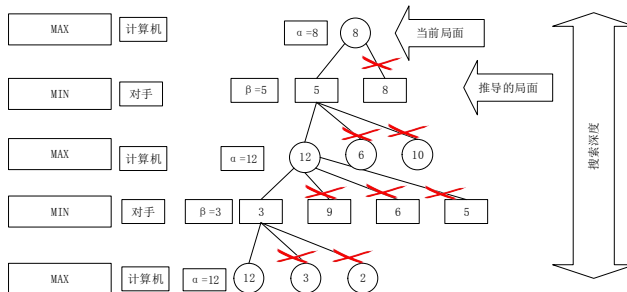 MAX 计算机 α=8 8 当前局面
MIN 对手 β=5 5 8 推导的局面
MAX 计算机 α=12 12 6 10
搜索深度
MIN 对手 β=3 3 9 6 5
MAX 计算机 α=12 12 3 2